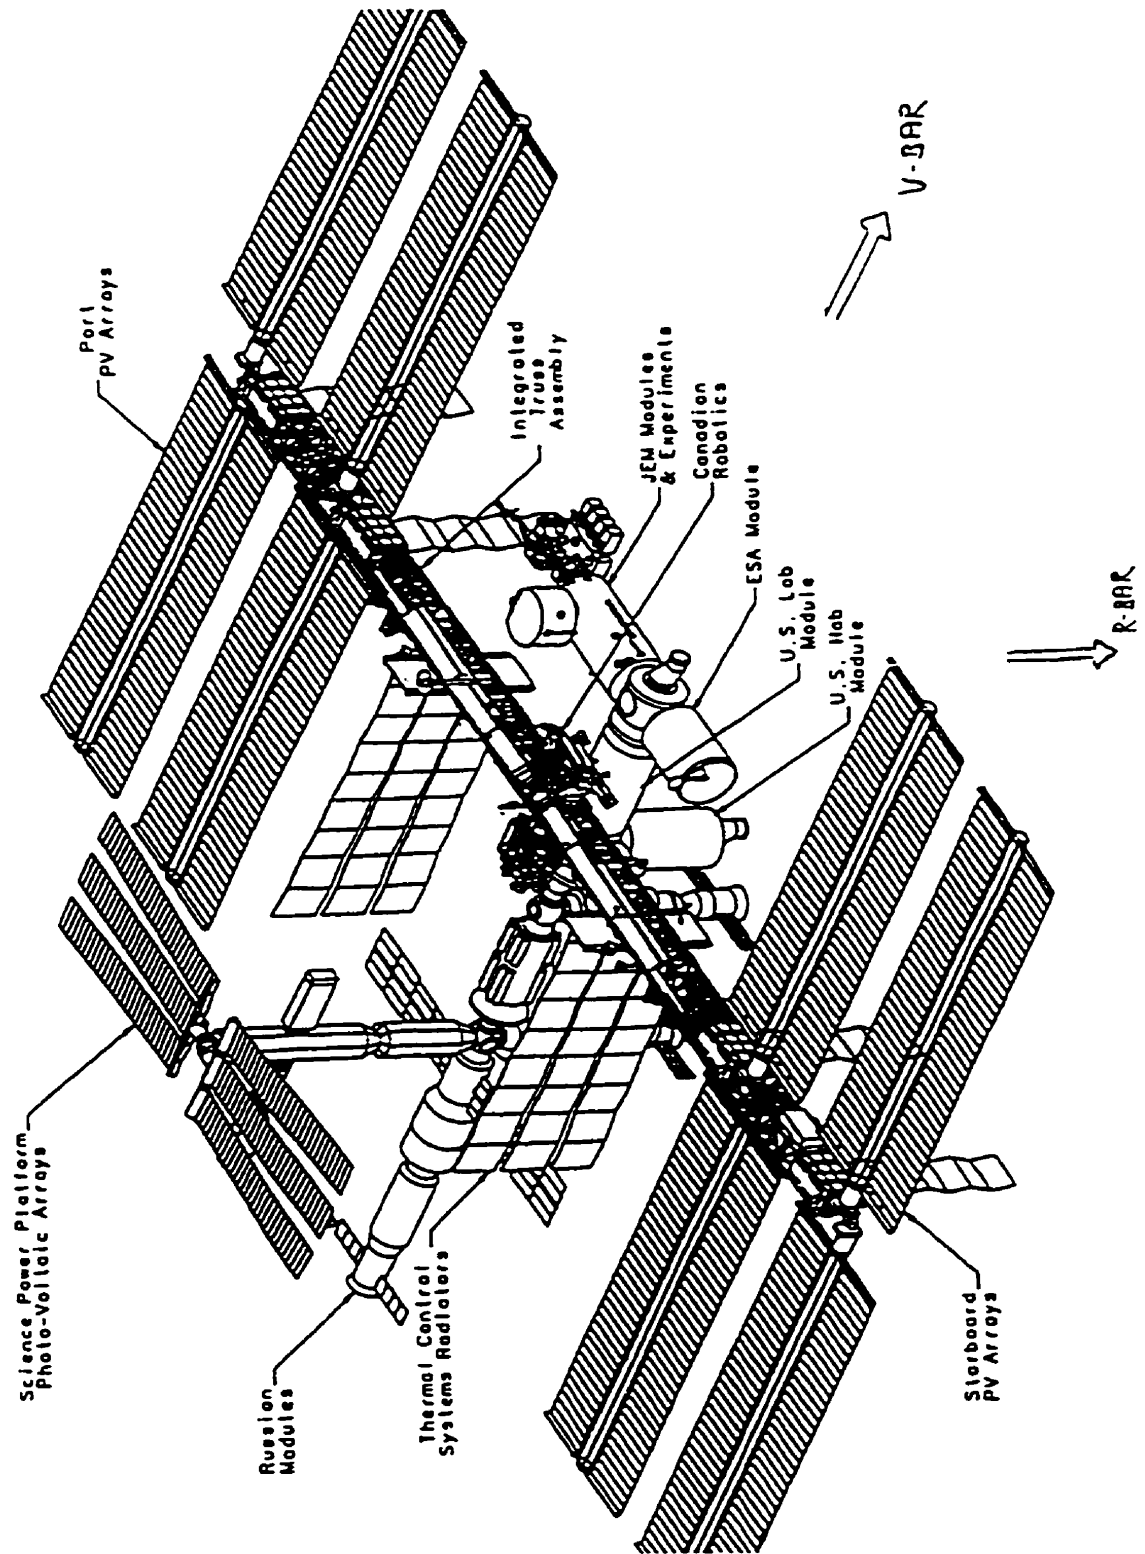 Science Power Platform
Photo-Voltaic Arrays
Port
PV Arrays
Russian
Modules
Thermal Control
Systems Radiators
Integrated
Truss
Assembly
JEM Modules
& Experiments
Canadian
Robotics
ESA Module
U.S. Lab
Module
U.S. Hab
Module
V-BAR
R-BAR
Starboard
PV Arrays